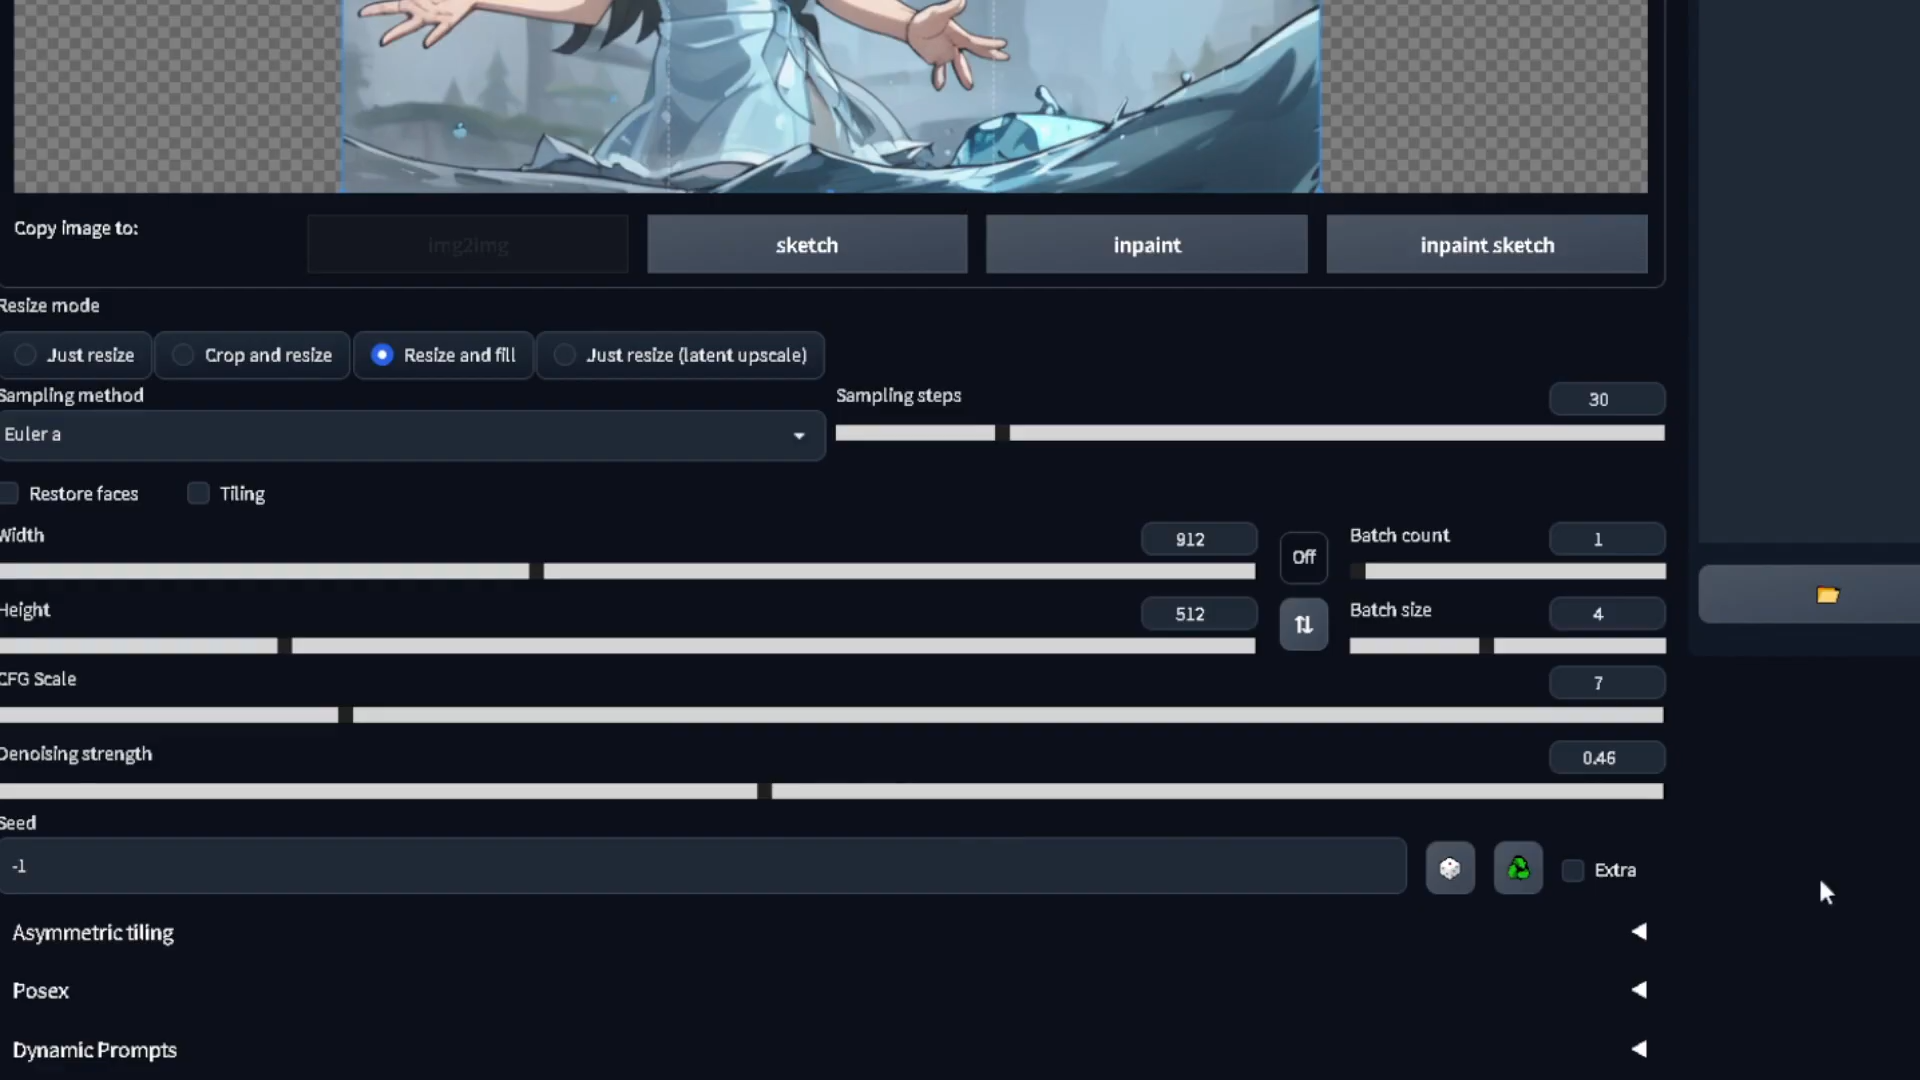 Copy image to:
img2img
sketch
inpaint
inpaint sketch
Resize mode
Just resize
Crop and resize
Resize and fill
Just resize (latent upscale)
Sampling method
Sampling steps
30
Euler a
Restore faces
Tiling
Width
912
Off
Batch count
1
Height
512
Batch size
4
CFG Scale
7
Denoising strength
0.46
Seed
-1
Extra
Asymmetric tiling
Posex
Dynamic Prompts